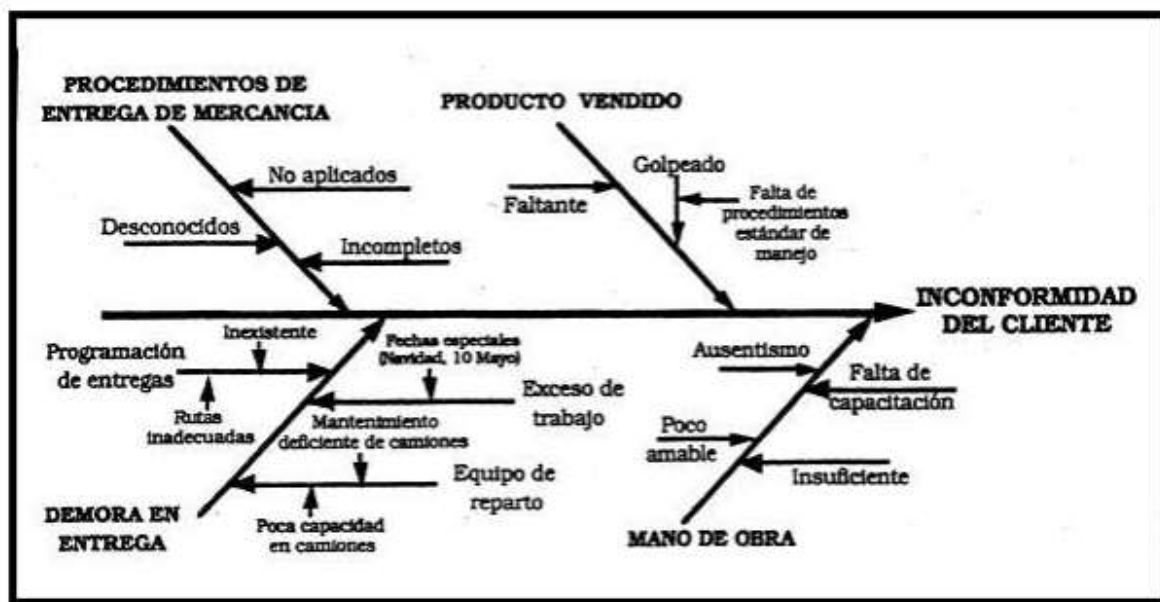 PROCEDIMIENTOS DE
ENTREGA DE MERCANCIA
No aplicados
Desconocidos
Incompletos
PRODUCTO VENDIDO
Golpeado
Faltante
Falta de
procedimientos
estándar de
manejo
INCONFORMIDAD
DEL CLIENTE
Inexistente
Programación
de entregas
Rutas
inadecuadas
Fechas especiales
(Navidad, 10 Mayo)
Exceso de
trabajo
Mantenimiento
deficiente de camiones
Equipo de
reparto
Poca capacidad
en camiones
DEMORA EN
ENTREGA
Ausentismo
Falta de
capacitación
Poco
amable
Insuficiente
MANO DE OBRA